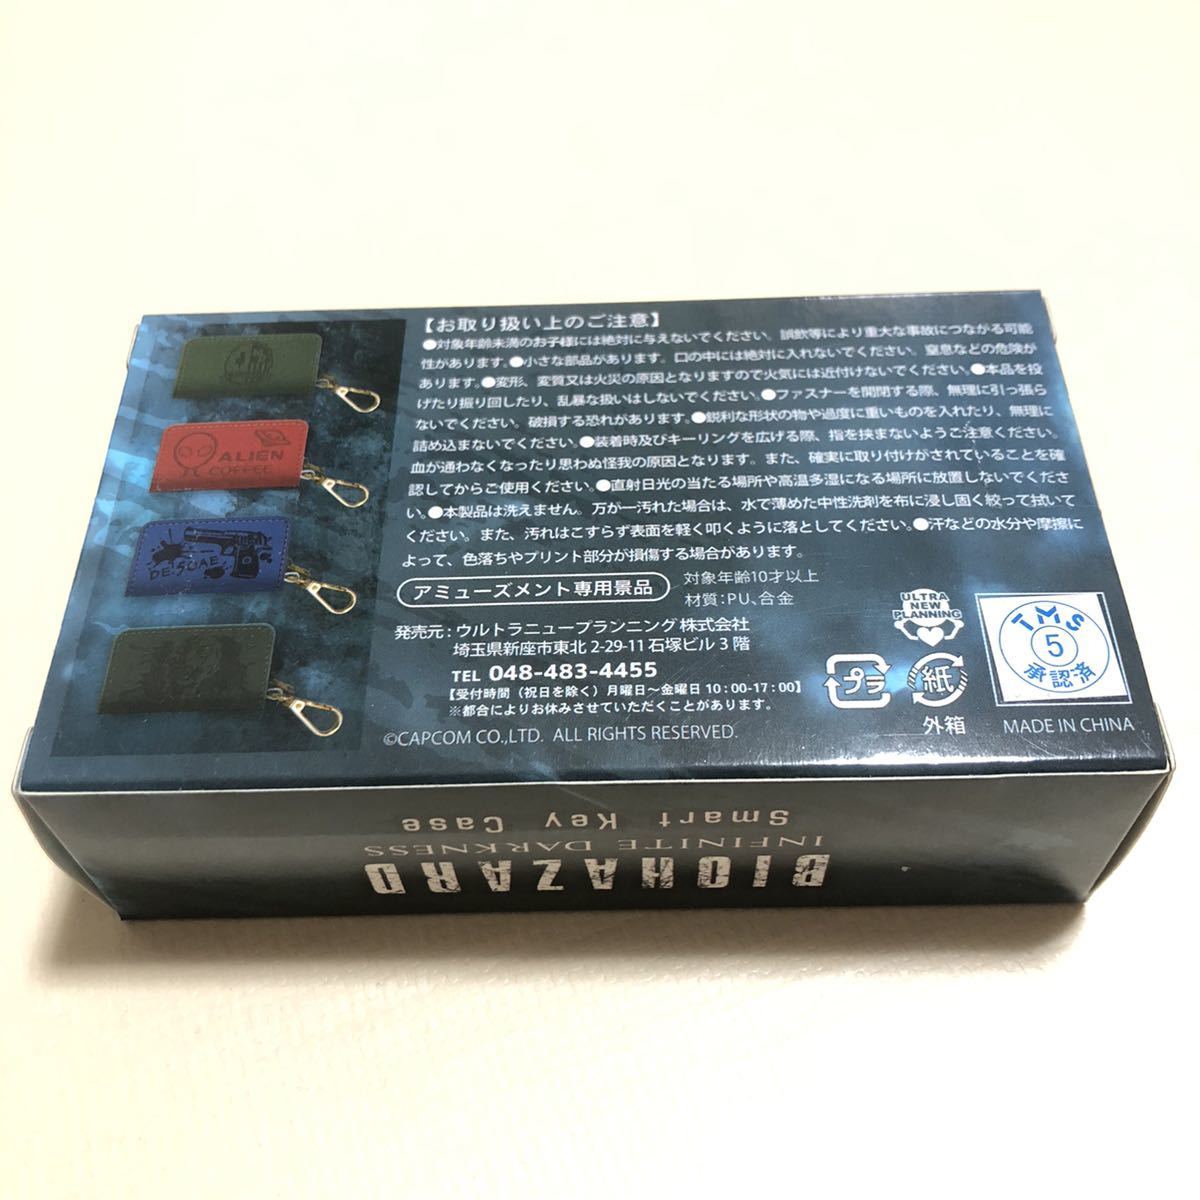 【お取り扱い上のご注意】
●対象年齢未満のお子様には絶対に与えないでください。誤飲等により重大な事故につながる可能
性があります。●小さな部品があります。口の中には絶対に入れないでください。窒息などの危険が
あります。●変形、変質又は火災の原因となりますので火気には近付けないでください。●本品を投
げたり振り回したり、乱暴な扱いはしないでください。●ファスナーを開閉する際、無理に引っ張ら
ないでください。破損する恐れがあります。●鋭利な形状の物や過度に重いものを入れたり、無理に
詰め込まないでください。●装着時及びキーリングを広げる際、指を挟まないようご注意ください。
血が通わなくなったり思わぬ怪我の原因となります。また、確実に取り付けがされていることを確
認してからご使用ください。●直射日光の当たる場所や高温多湿になる場所に放置しないでくださ
い。●本製品は洗えません。万が一汚れた場合は、水で薄めた中性洗剤を布に浸し固く絞って拭いて
ください。また、汚れはこすらず表面を軽く叩くように落としてください。●汗などの水分や摩擦に
よって、色落ちやプリント部分が損傷する場合があります。
アミューズメント専用景品
対象年齢10才以上
材質：PU、合金
発売元：ウルトラニュープランニング株式会社
埼玉県新座市東北 2-29-11 石塚ビル 3 階
TEL 048-483-4455
【受付時間（祝日を除く）月曜日～金曜日 10：00-17：00】
※都合によりお休みさせていただくことがあります。
©CAPCOM CO.,LTD. ALL RIGHTS RESERVED.
ULTRA
NEW
PLANNING
プラ
紙
外箱
TMS
5
承認済
MADE IN CHINA
ALIEN
COFFEE
BIOHAZARD
INFINITE DARKNESS
Smart Key Case